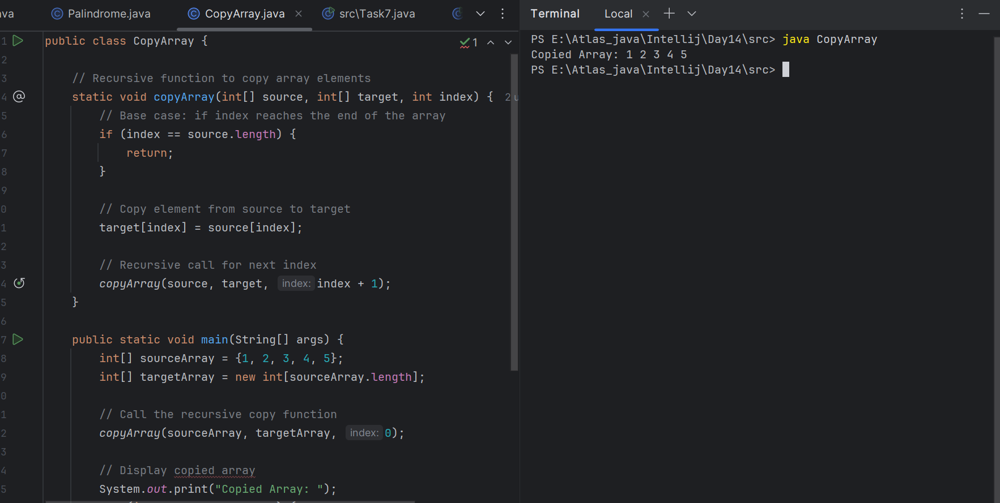 ava Palindrome.java CopyArray.java src\Task7.java
1 public class CopyArray { 1
2
3 // Recursive function to copy array elements
4 static void copyArray(int[] source, int[] target, int index) { 2 u
5 // Base case: if index reaches the end of the array
6 if (index == source.length) {
7 return;
8 }
9
0 // Copy element from source to target
1 target[index] = source[index];
2
3 // Recursive call for next index
4 copyArray(source, target, index: index + 1);
5 }
6
7 public static void main(String[] args) {
8 int[] sourceArray = {1, 2, 3, 4, 5};
9 int[] targetArray = new int[sourceArray.length];
0
1 // Call the recursive copy function
2 copyArray(sourceArray, targetArray, index: 0);
3
4 // Display copied array
5 System.out.print("Copied Array: ");
Terminal Local
PS E:\Atlas_java\Intellij\Day14\src> java CopyArray
Copied Array: 1 2 3 4 5
PS E:\Atlas_java\Intellij\Day14\src>